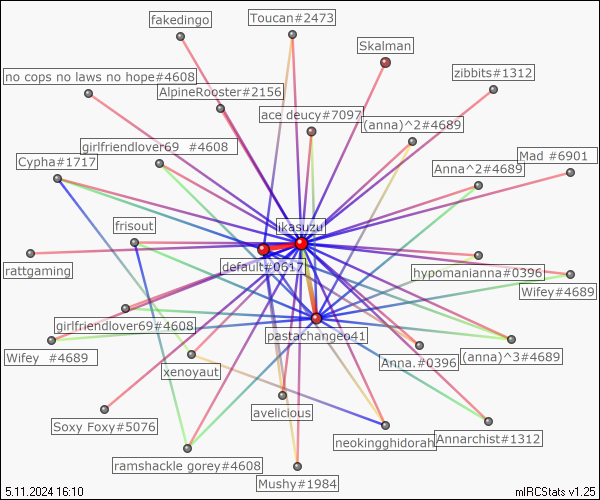 fakedingo
Toucan#2473
Skalman
zibbits#1312
no cops no laws no hope#4608
AlpineRooster#2156
ace deucy#7097
(anna)^2#4689
girlfriendlover69 #4608
Mad #6901
Cypha#1717
Anna^2#4689
frisout
ikasuzu
default#0617
rattgaming
hypomanianna#0396
Wifey#4689
girlfriendlover69#4608
pastachangeo41
Wifey #4689
xenoyaut
Anna.#0396
(anna)^3#4689
Soxy Foxy#5076
avelicious
neokingghidorah
Annarchist#1312
ramshackle gorey#4608
Mushy#1984
5.11.2024 16:10
mIRCStats v1.25